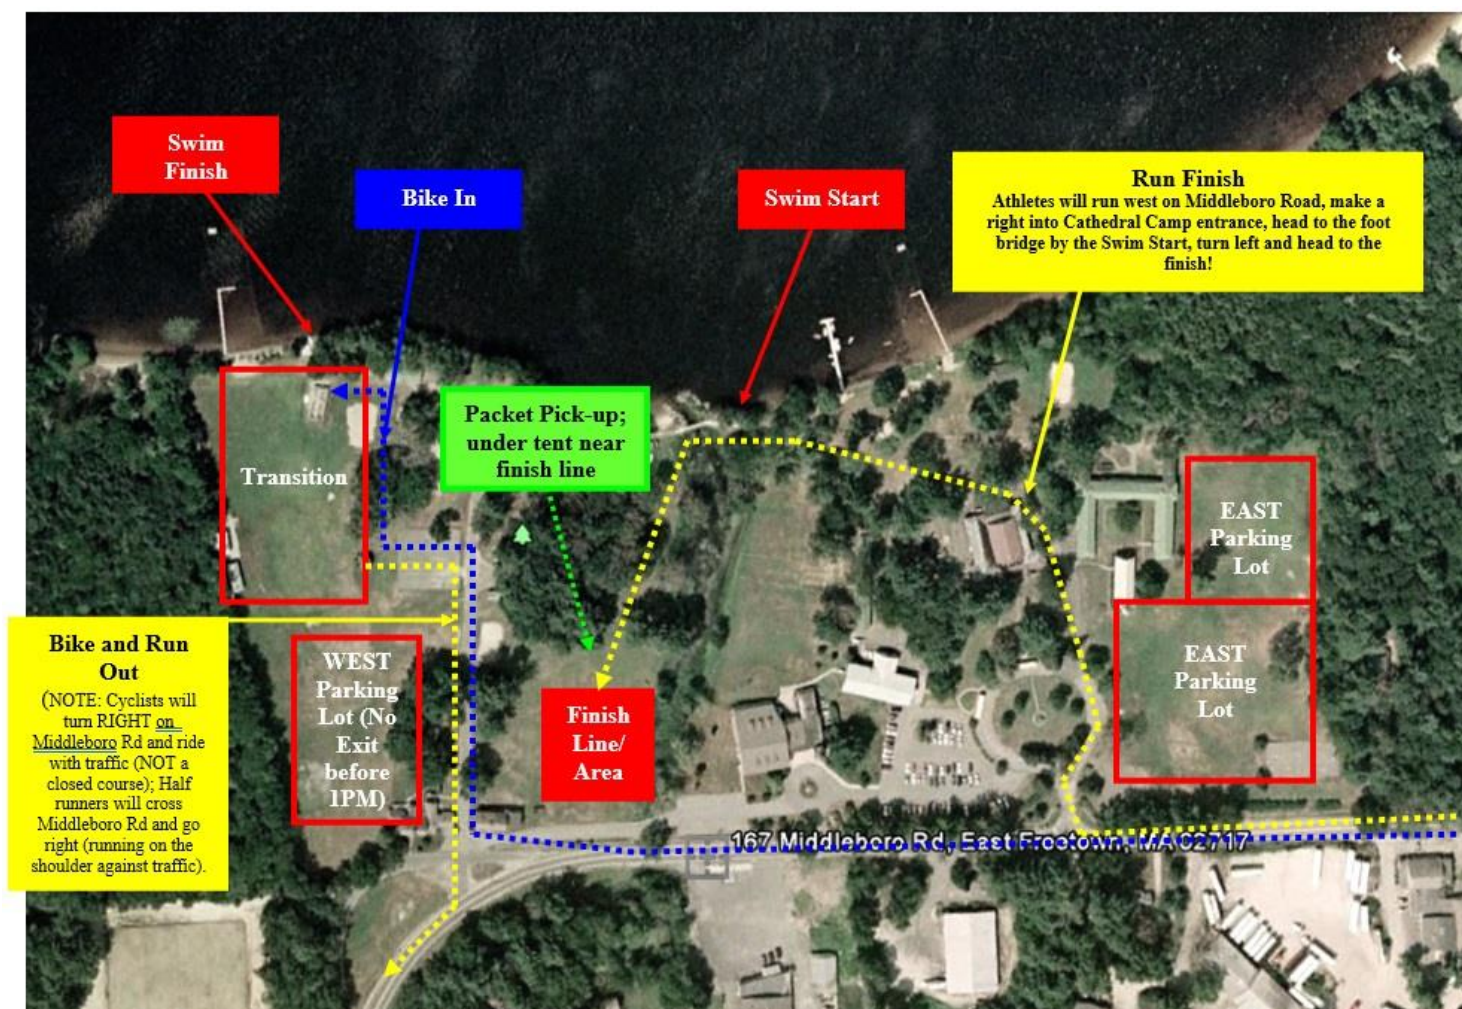 Swim
Finish
Bike In
Swim Start
Run Finish
Athletes will run west on Middleboro Road, make a
right into Cathedral Camp entrance, head to the foot
bridge by the Swim Start, turn left and head to the
finish!
Packet Pick-up;
under tent near
finish line
Transition
EAST
Parking
Lot
EAST
Parking
Lot
Bike and Run
Out
(NOTE: Cyclists will
turn RIGHT on
Middleboro Rd and ride
with traffic (NOT a
closed course); Half
runners will cross
Middleboro Rd and go
right (running on the
shoulder against traffic).
WEST
Parking
Lot (No
Exit
before
1PM)
Finish
Line/
Area
167 Middleboro Rd, East Freetown, MA 02717